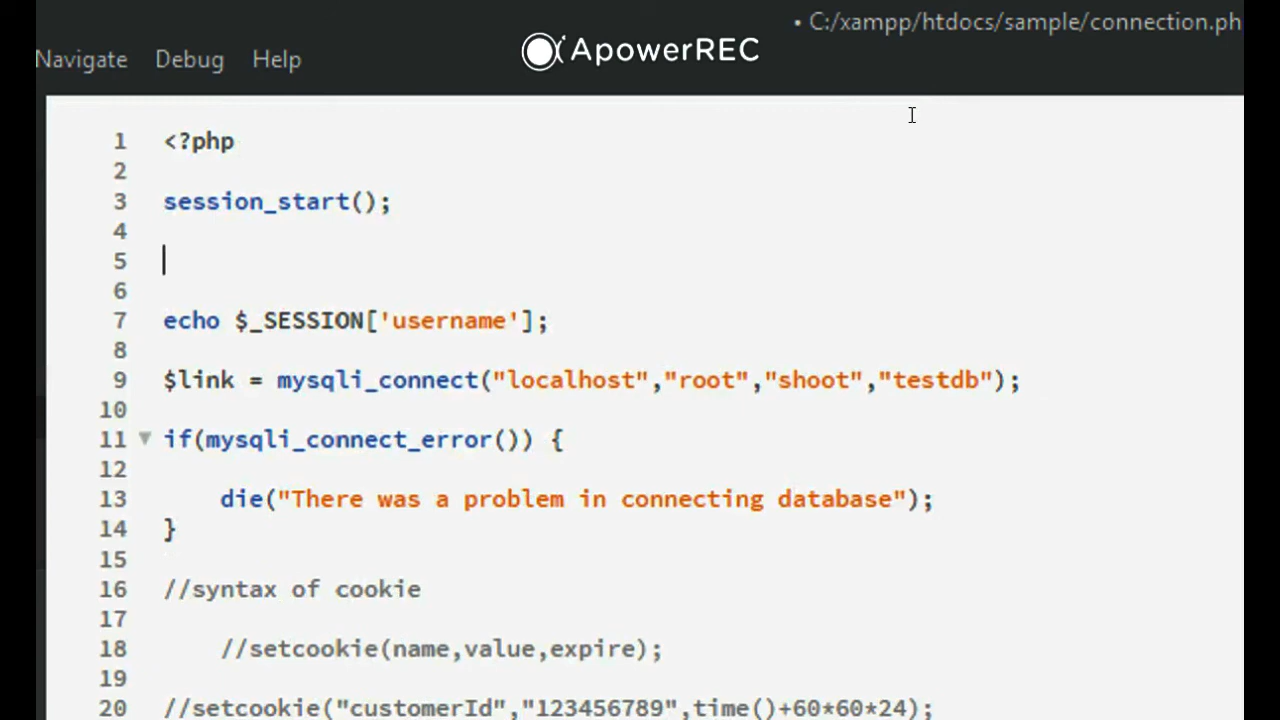 • C:/xampp/htdocs/sample/connection.ph
Navigate Debug Help
ApowerREC
1 <?php
2
3 session_start();
4
5
6
7 echo $_SESSION['username'];
8
9 $link = mysqli_connect("localhost","root","shoot","testdb");
10
11 if(mysqli_connect_error()) {
12
13 die("There was a problem in connecting database");
14 }
15
16 //syntax of cookie
17
18 //setcookie(name,value,expire);
19
20 //setcookie("customerId","123456789",time()+60*60*24);